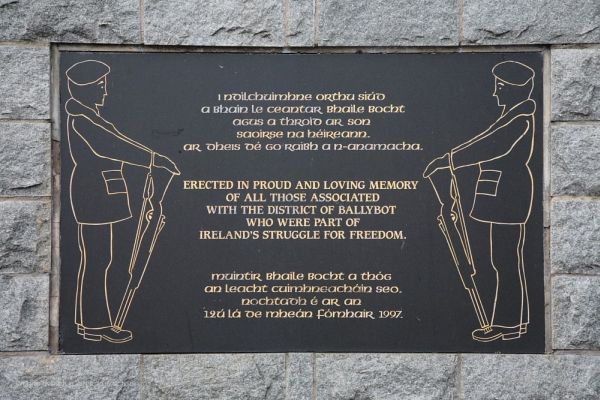 I ndilchuimhne orthu siúd
a bhain le ceantar Bhaile Bocht
agus a throid ar son
saoirse na hÉireann.
Ar dheis Dé go raibh a n-anamacha.
ERECTED IN PROUD AND LOVING MEMORY
OF ALL THOSE ASSOCIATED
WITH THE DISTRICT OF BALLYBOT
WHO WERE PART OF
IRELAND'S STRUGGLE FOR FREEDOM.
Muintir Bhaile Bocht a thóg
an leacht cuimhneacháin seo.
Nochtadh é ar an
12ú lá de Mheán Fómhair 1997.